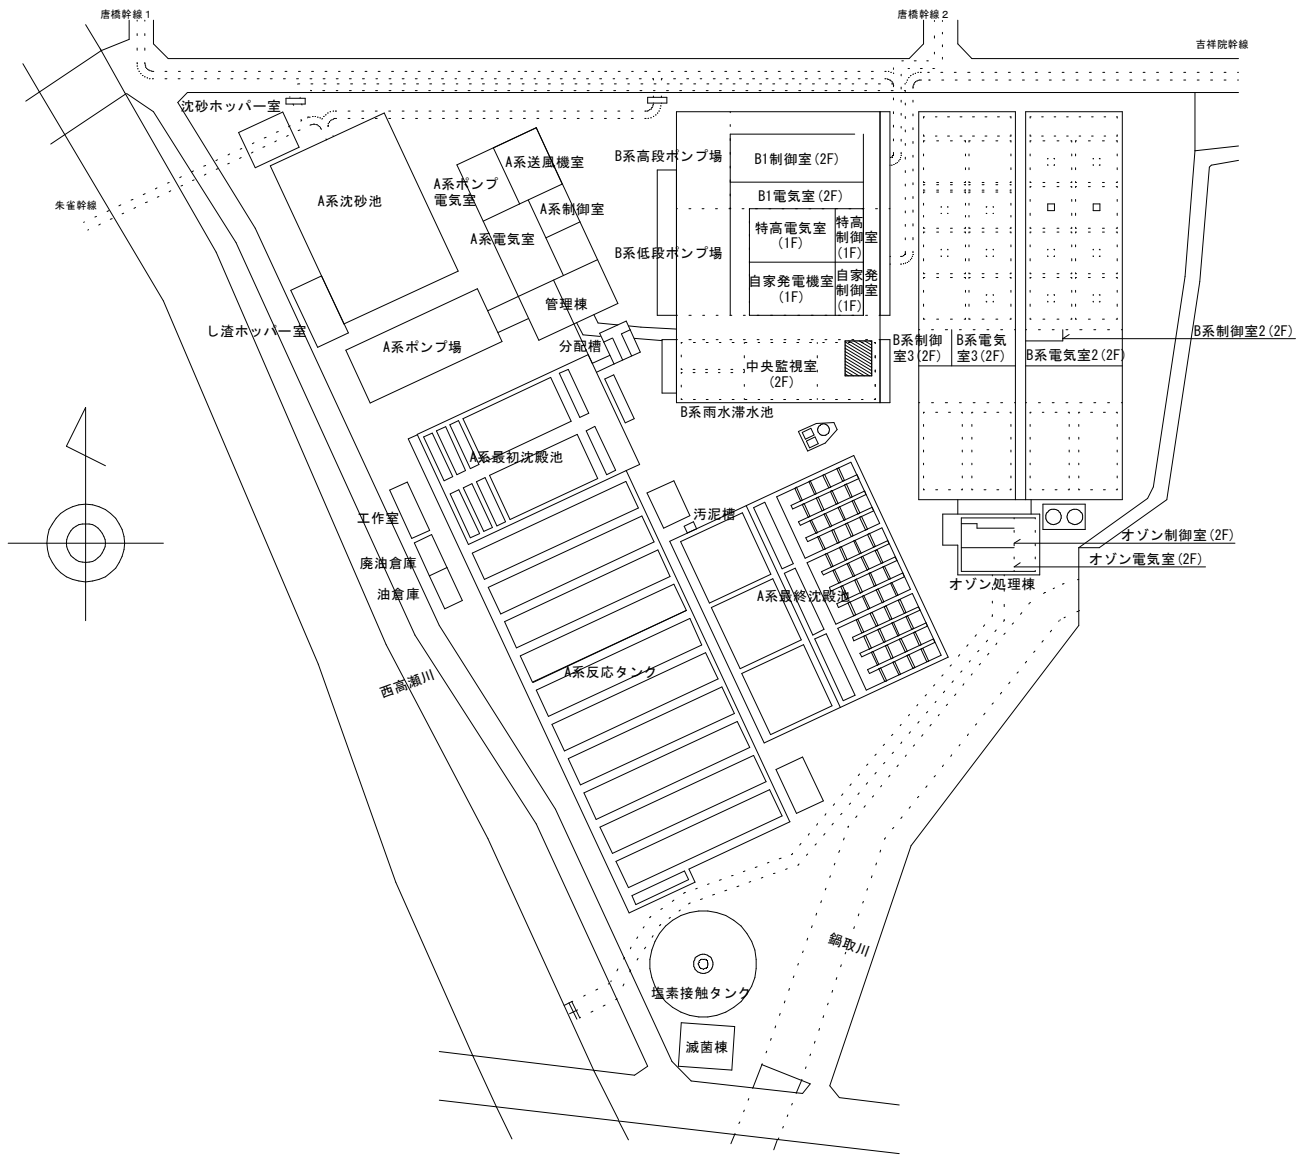 唐橋幹線1
唐橋幹線2
吉祥院幹線
沈砂ホッパー室
朱雀幹線
A系沈砂池
A系送風機室
A系ポンプ
電気室
A系制御室
A系電気室
管理棟
し渣ホッパー室
A系ポンプ場
分配槽
B系高段ポンプ場
B1制御室(2F)
B1電気室(2F)
特高電気室
(1F)
特高
制御室
(1F)
B系低段ポンプ場
自家発電機室
(1F)
自家発
制御室
(1F)
中央監視室
(2F)
B系雨水滞水池
B系制御
室3(2F)
B系電気
室3(2F)
B系制御室2(2F)
B系電気室2(2F)
A系最初沈殿池
工作室
廃油倉庫
油倉庫
汚泥槽
A系最終沈殿池
A系反応タンク
オゾン制御室(2F)
オゾン電気室(2F)
オゾン処理棟
西高瀬川
鍋取川
塩素接触タンク
滅菌棟